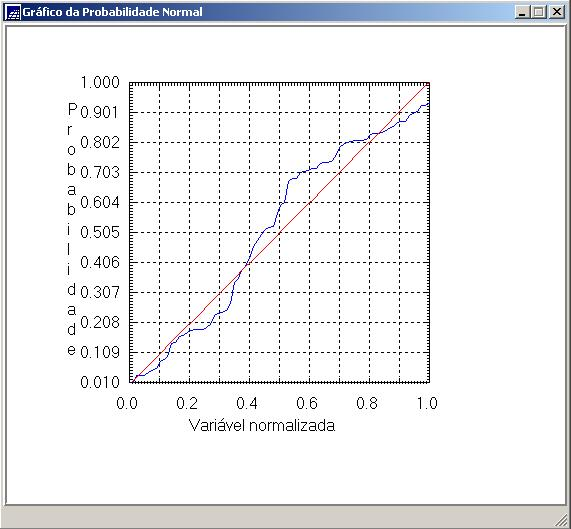 Gráfico da Probabilidade Normal
Probabilidade
1.000
0.901
0.802
0.703
0.604
0.505
0.406
0.307
0.208
0.109
0.010
0.0 0.2 0.4 0.6 0.8 1.0
Variável normalizada